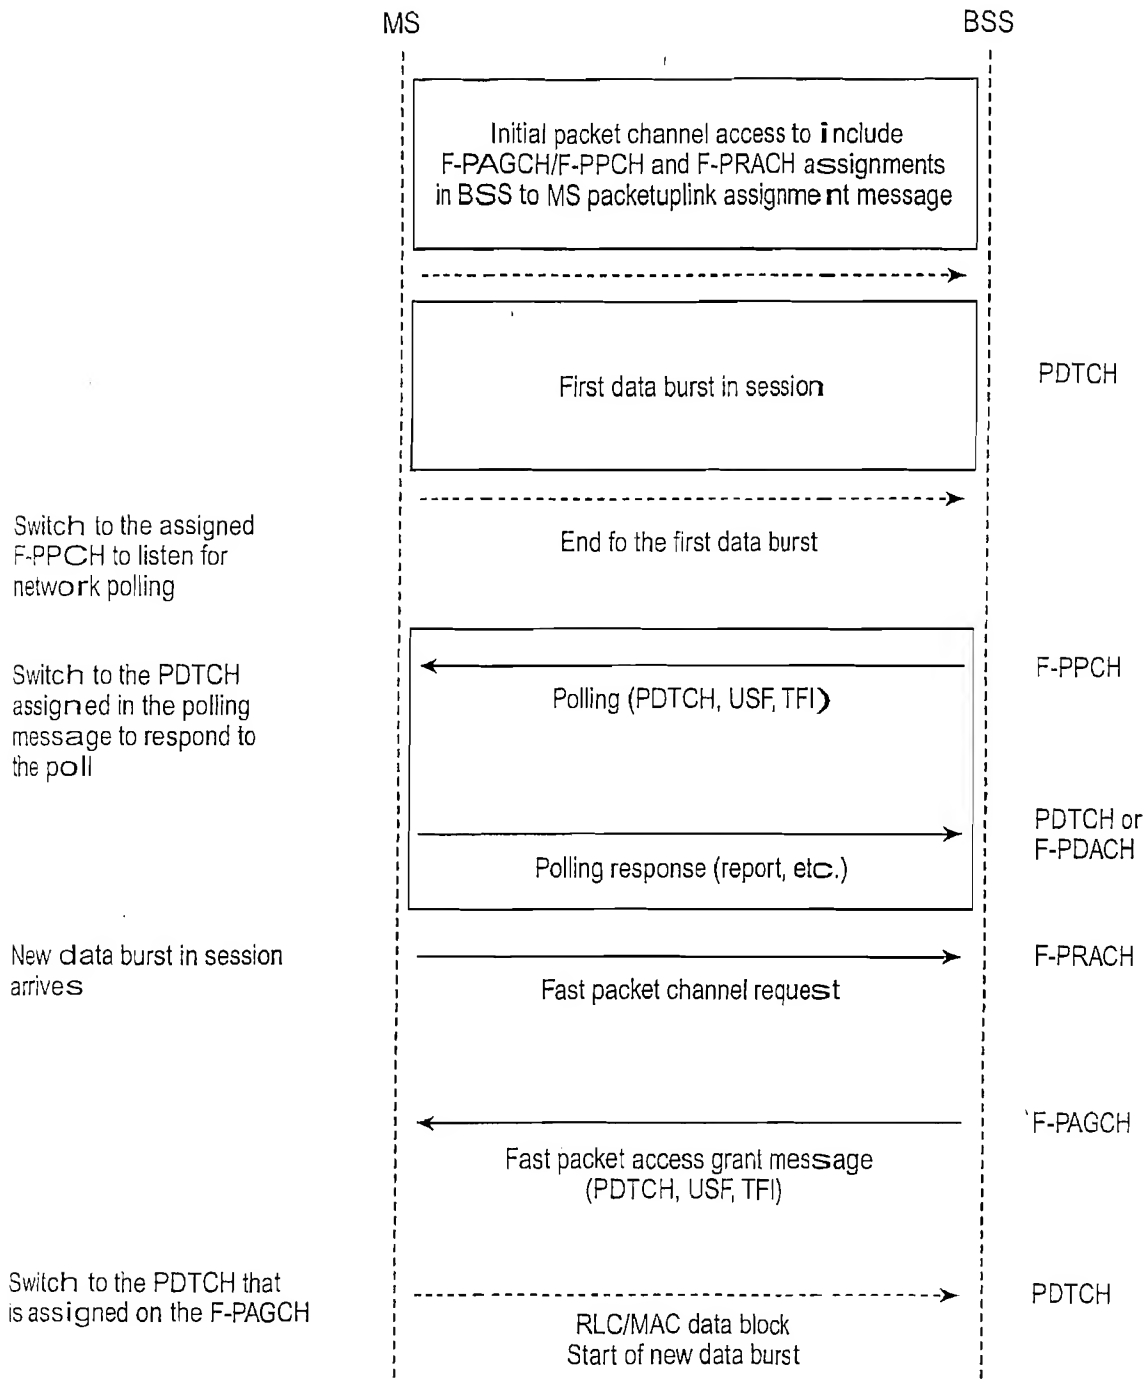 MS
BSS
Initial packet channel access to include
F-PAGCH/F-PPCH and F-PRACH assignments
in BSS to MS packetuplink assignment message
First data burst in session
PDTCH
Switch to the assigned
F-PPCH to listen for
network polling
End fo the first data burst
Switch to the PDTCH
assigned in the polling
message to respond to
the poll
F-PPCH
Polling (PDTCH, USF, TFI)
PDTCH or
F-PDACH
Polling response (report, etc.)
New data burst in session
arrives
F-PRACH
Fast packet channel request
F-PAGCH
Fast packet access grant message
(PDTCH, USF, TFI)
Switch to the PDTCH that
is assigned on the F-PAGCH
PDTCH
RLC/MAC data block
Start of new data burst